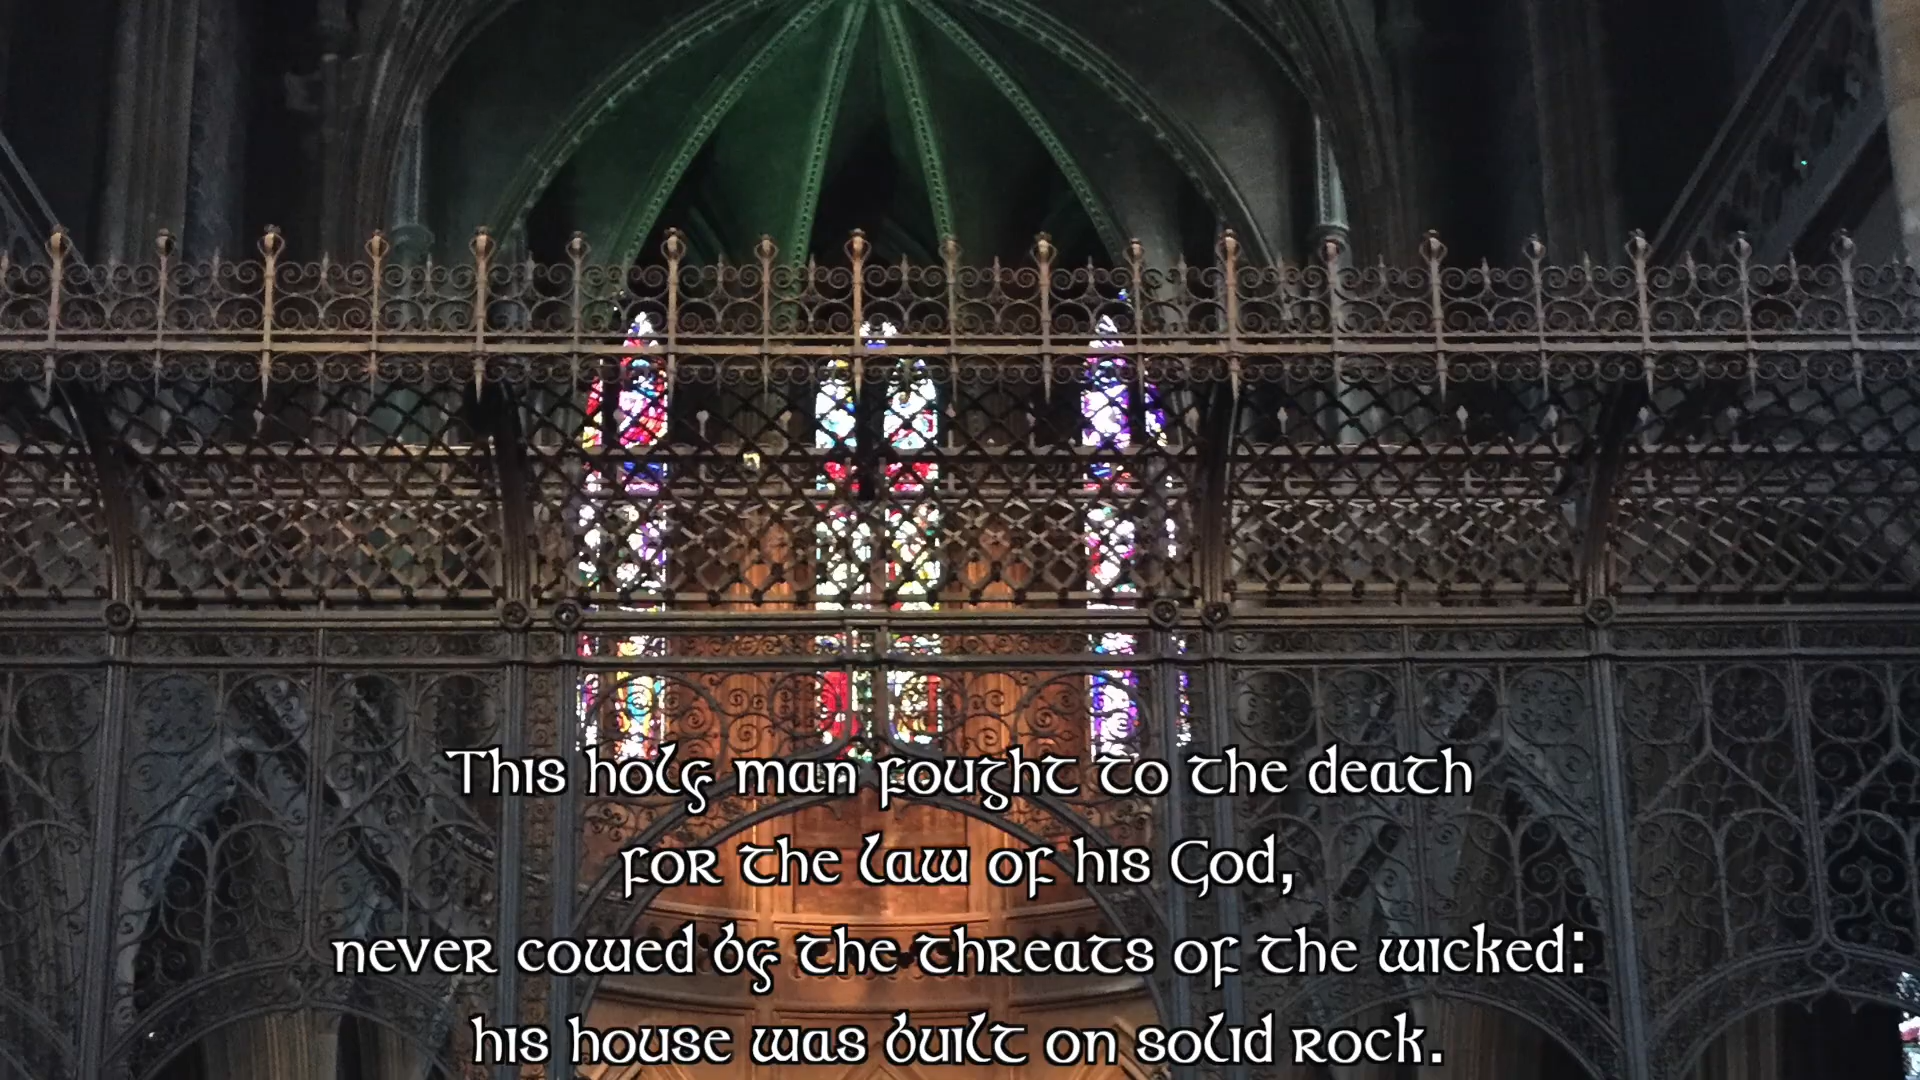 This holy man fought to the death
for the law of his God,
never cowed by the threats of the wicked:
his house was built on solid rock.